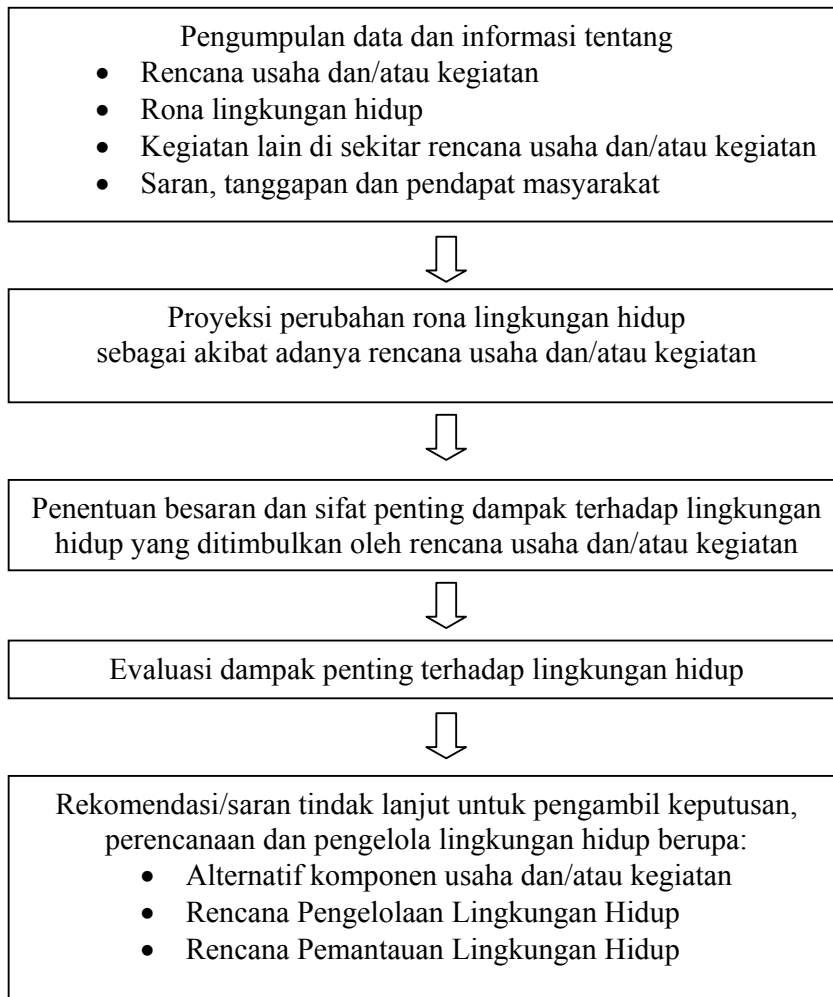 Pengumpulan data dan informasi tentang
• Rencana usaha dan/atau kegiatan
• Rona lingkungan hidup
• Kegiatan lain di sekitar rencana usaha dan/atau kegiatan
• Saran, tanggapan dan pendapat masyarakat
Proyeksi perubahan rona lingkungan hidup
sebagai akibat adanya rencana usaha dan/atau kegiatan
Penentuan besaran dan sifat penting dampak terhadap lingkungan
hidup yang ditimbulkan oleh rencana usaha dan/atau kegiatan
Evaluasi dampak penting terhadap lingkungan hidup
Rekomendasi/saran tindak lanjut untuk pengambil keputusan,
perencanaan dan pengelola lingkungan hidup berupa:
• Alternatif komponen usaha dan/atau kegiatan
• Rencana Pengelolaan Lingkungan Hidup
• Rencana Pemantauan Lingkungan Hidup